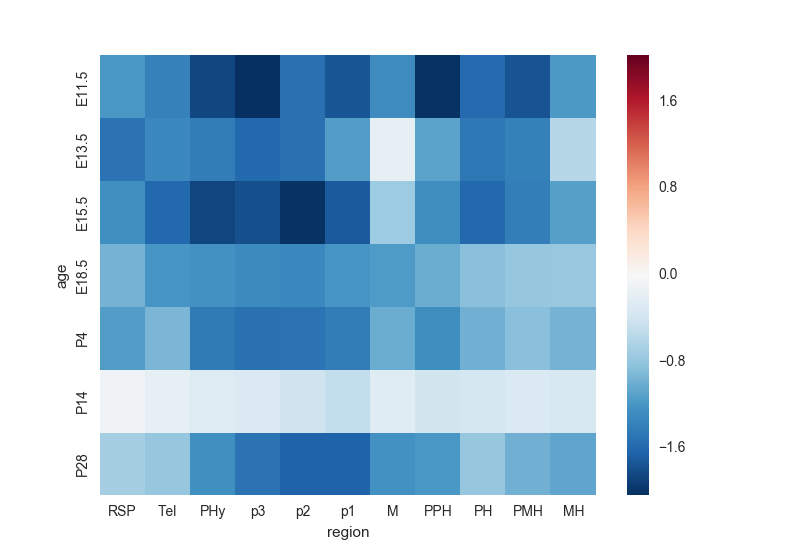 E11.5
E13.5
E15.5
E18.5
P4
P14
P28
age
RSP Tel PHy p3 p2 p1 M PPH PH PMH MH
region
1.6
0.8
0.0
−0.8
−1.6